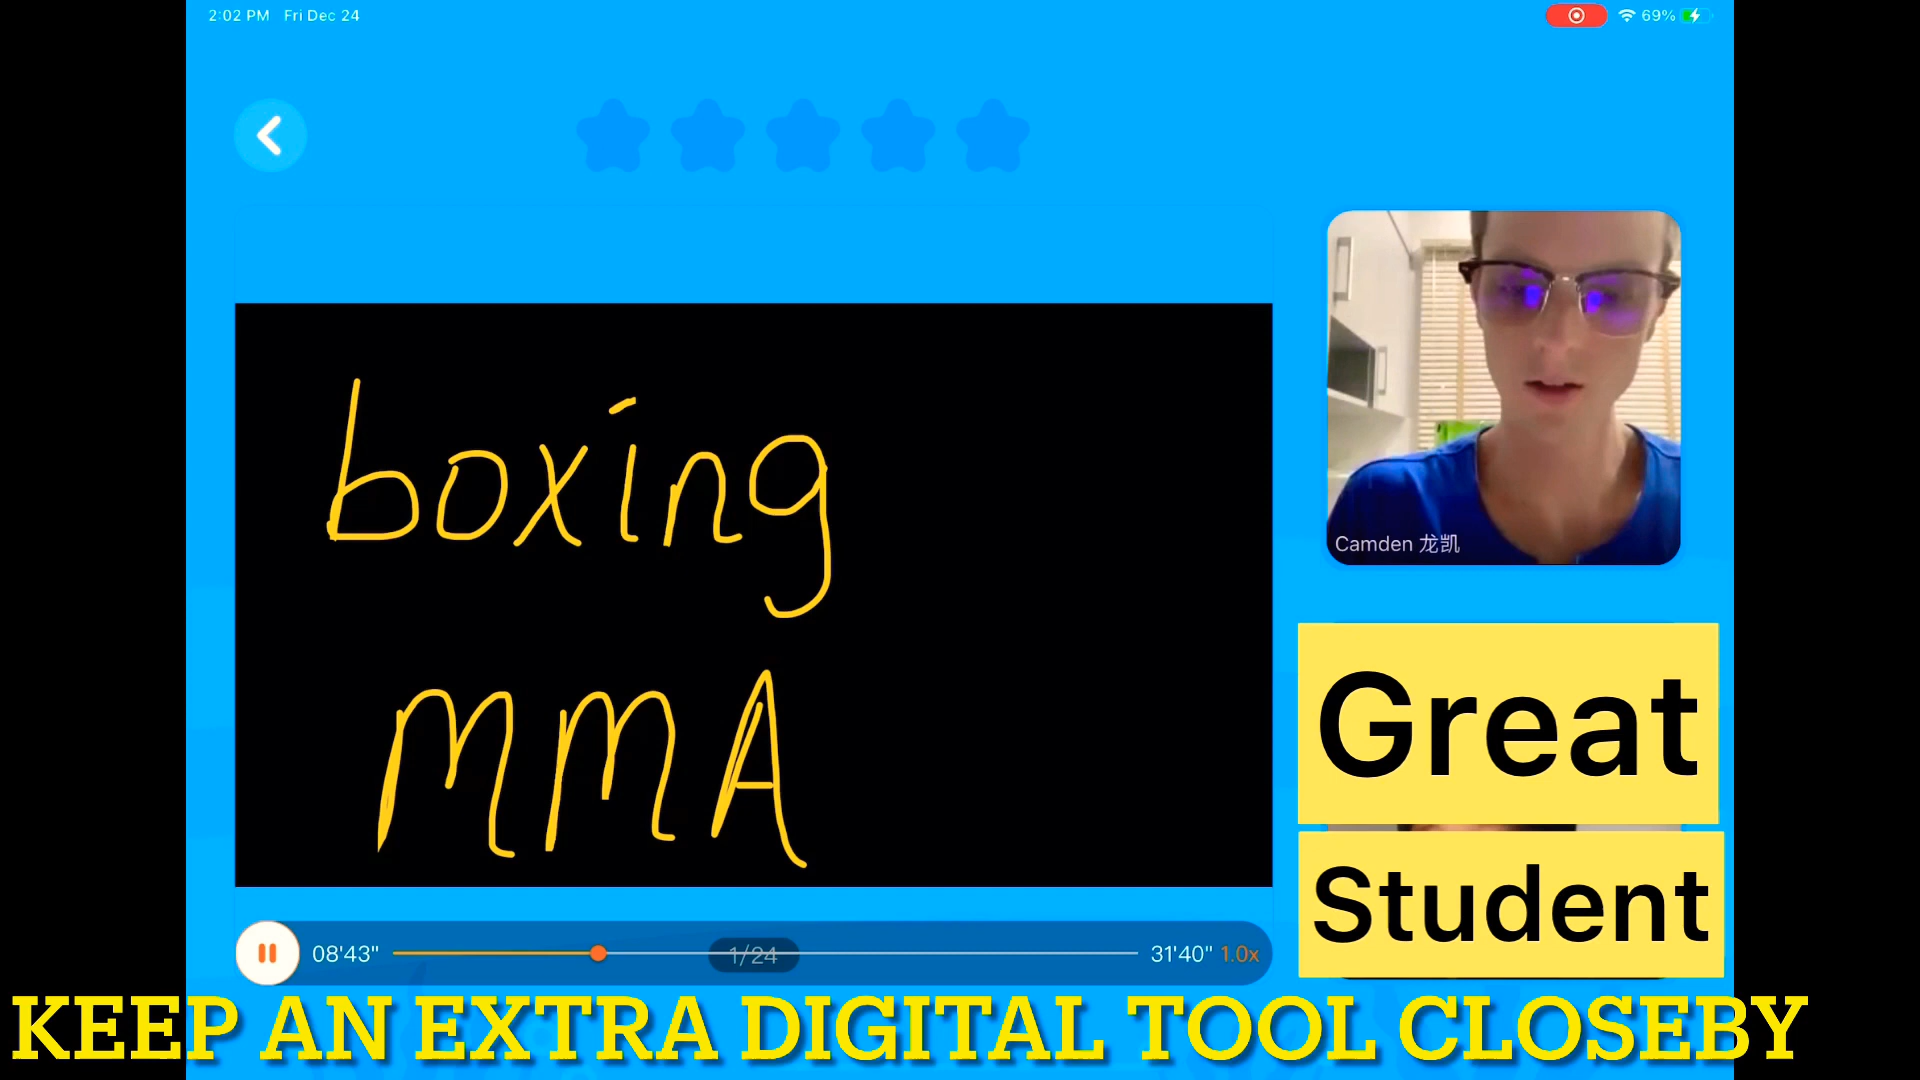 2:02 PM Fri Dec 24
69%
boxing
MMA
Camden 龙凯
Great
Student
08'43" 1/24 31'40" 1.0x
KEEP AN EXTRA DIGITAL TOOL CLOSEBY